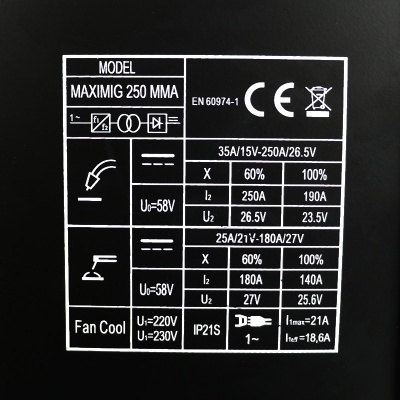 MODEL
MAXIMIG 250 MMA
EN 60974-1 CE
1~ f1/f2
35A/15V-250A/26.5V
X 60% 100%
I2 250A 190A
U0=58V
U2 26.5V 23.5V
25A/21V-180A/27V
X 60% 100%
I2 180A 140A
U0=58V
U2 27V 25.6V
Fan Cool
U1=220V
U1=230V
IP21S
1~
I1max=21A
I1eff=18,6A